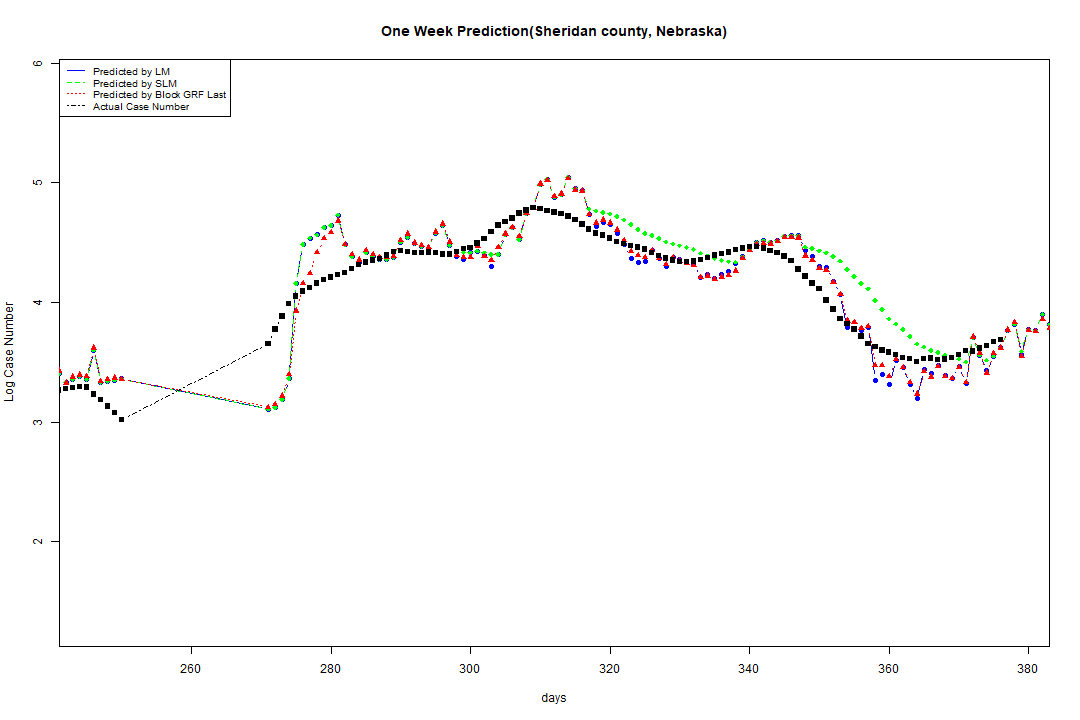 One Week Prediction(Sheridan county, Nebraska)
Predicted by LM
Predicted by SLM
Predicted by Block GRF Last
Actual Case Number
6
5
4
3
2
Log Case Number
260 280 300 320 340 360 380
days